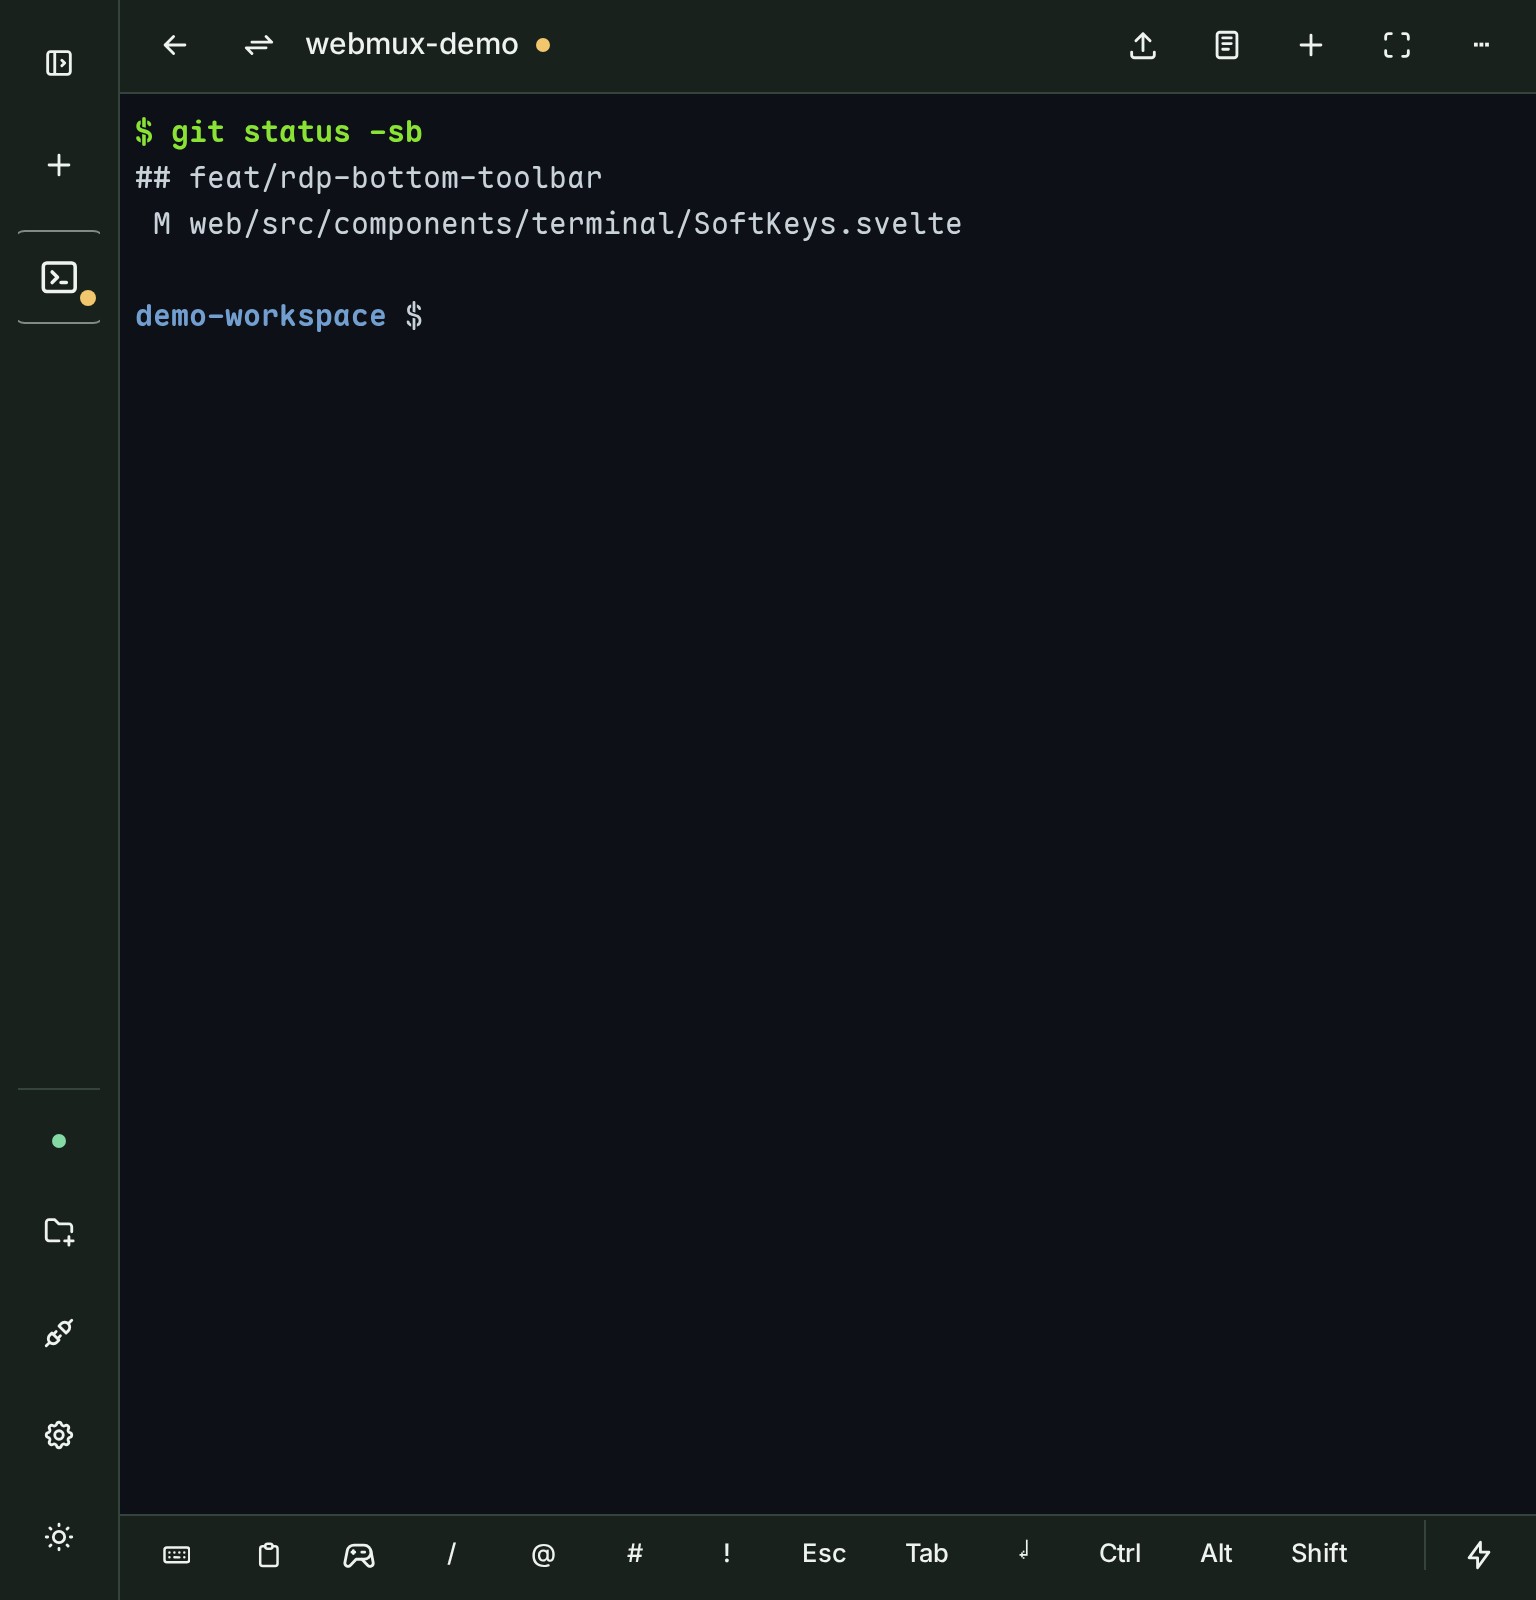 webmux-demo
$ git status -sb
## feat/rdp-bottom-toolbar
 M web/src/components/terminal/SoftKeys.svelte
demo-workspace $
/ @ # ! Esc Tab ↲ Ctrl Alt Shift